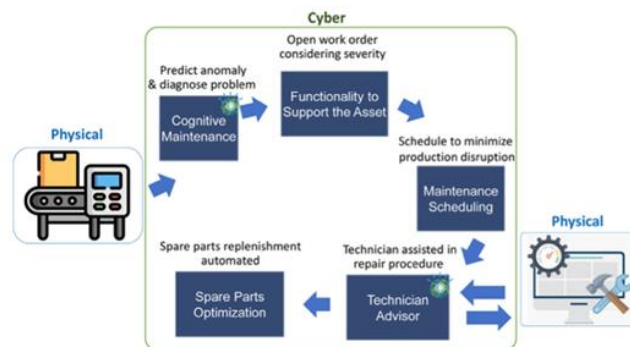 Cyber
Open work order
considering severity
Predict anomaly
& diagnose problem
Functionality to
Support the Asset
Cognitive
Maintenance
Physical
Schedule to minimize
production disruption
Maintenance
Scheduling
Physical
Spare parts replenishment
automated
Technician assisted in
repair procedure
Spare Parts
Optimization
Technician
Advisor